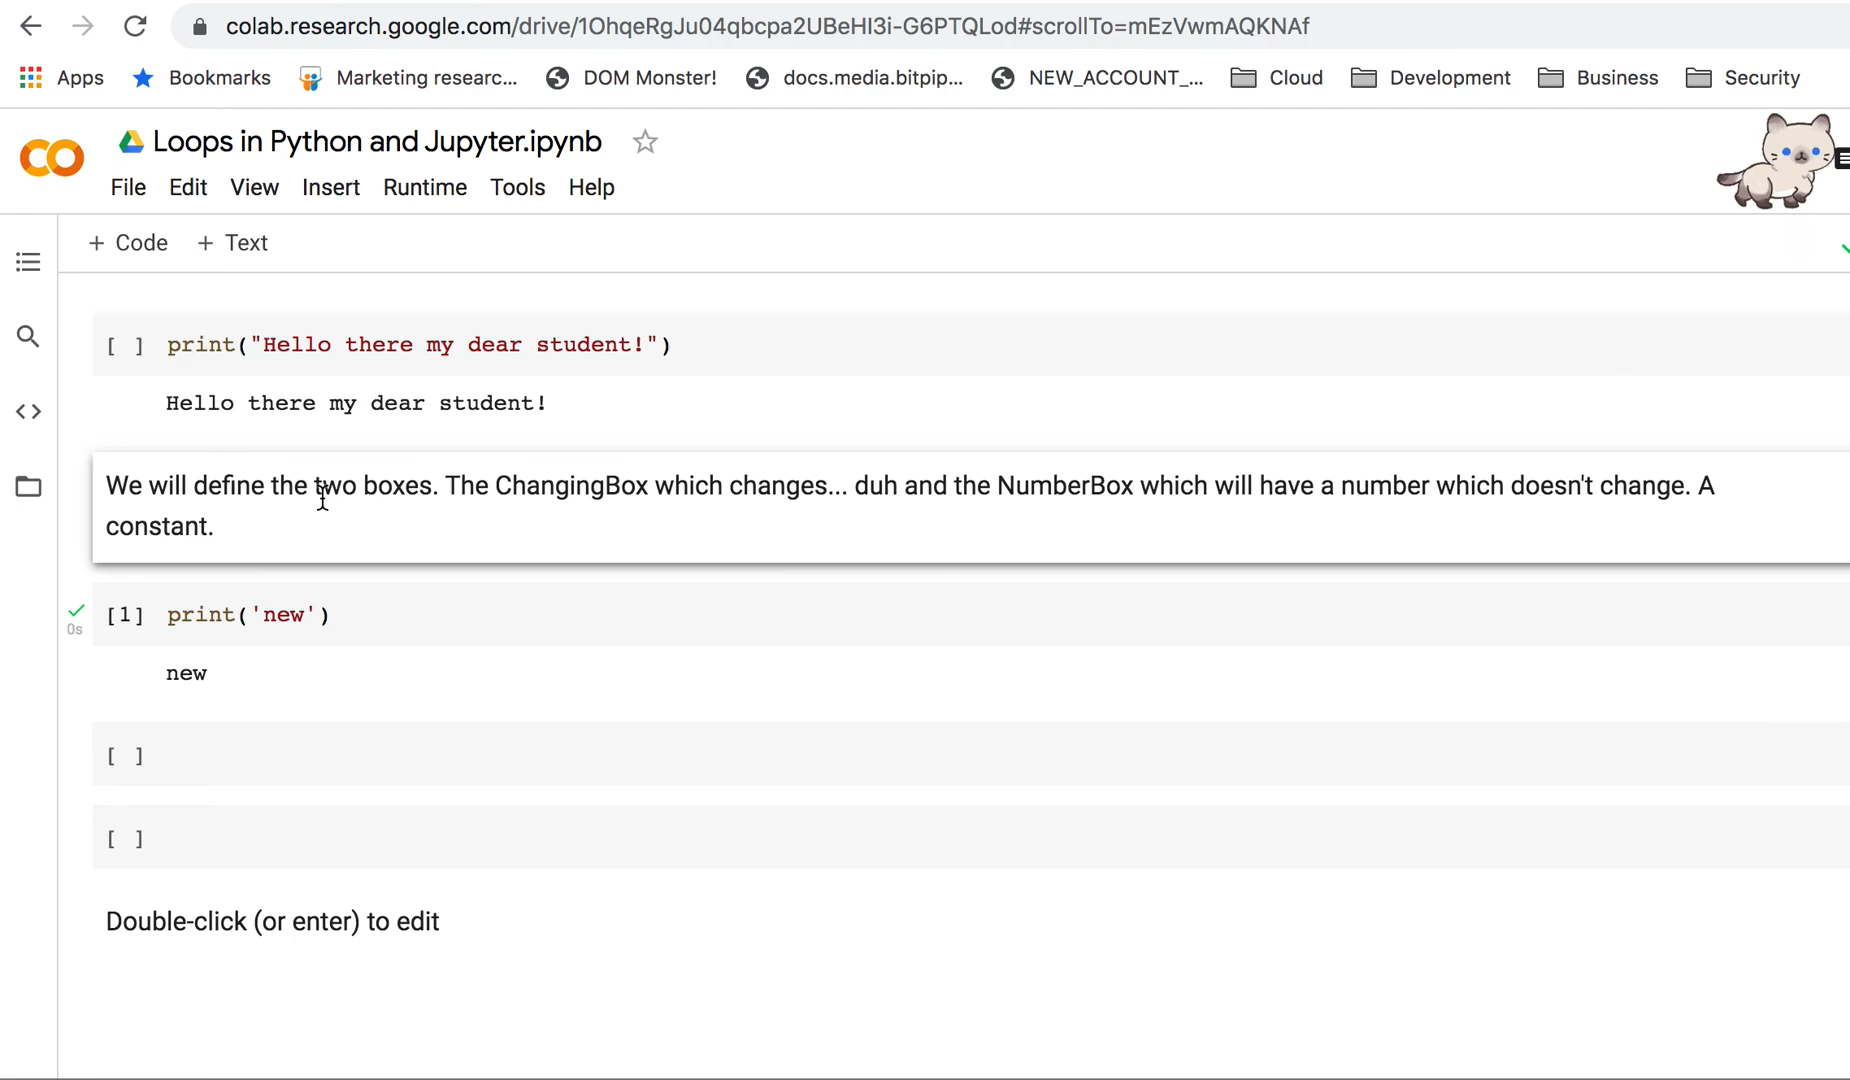 colab.research.google.com/drive/1OhqeRgJu04qbcpa2UBeHI3i-G6PTQLod#scrollTo=mEzVwmAQKNAf
Apps Bookmarks Marketing researc... DOM Monster! docs.media.bitpip... NEW_ACCOUNT_... Cloud Development Business Security
Loops in Python and Jupyter.ipynb
File Edit View Insert Runtime Tools Help
+ Code + Text
[ ] print("Hello there my dear student!")
Hello there my dear student!
We will define the two boxes. The ChangingBox which changes... duh and the NumberBox which will have a number which doesn't change. A
constant.
[1] print('new')
0s
new
[ ]
[ ]
Double-click (or enter) to edit